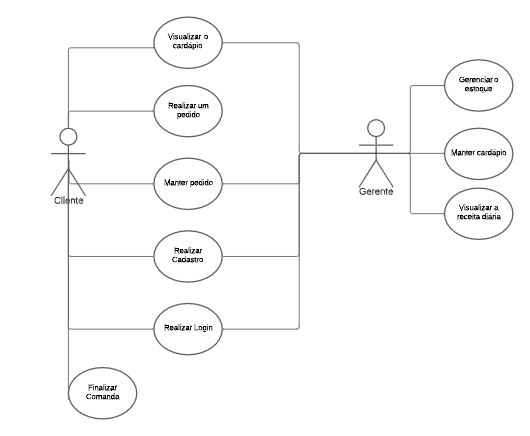 Visualizar o
cardápio
Realizar um
pedido
Manter pedido
Realizar
Cadastro
Realizar Login
Finalizar
Comanda
Cliente
Gerente
Gerenciar o
estoque
Manter cardápio
Visualizar a
receita diária